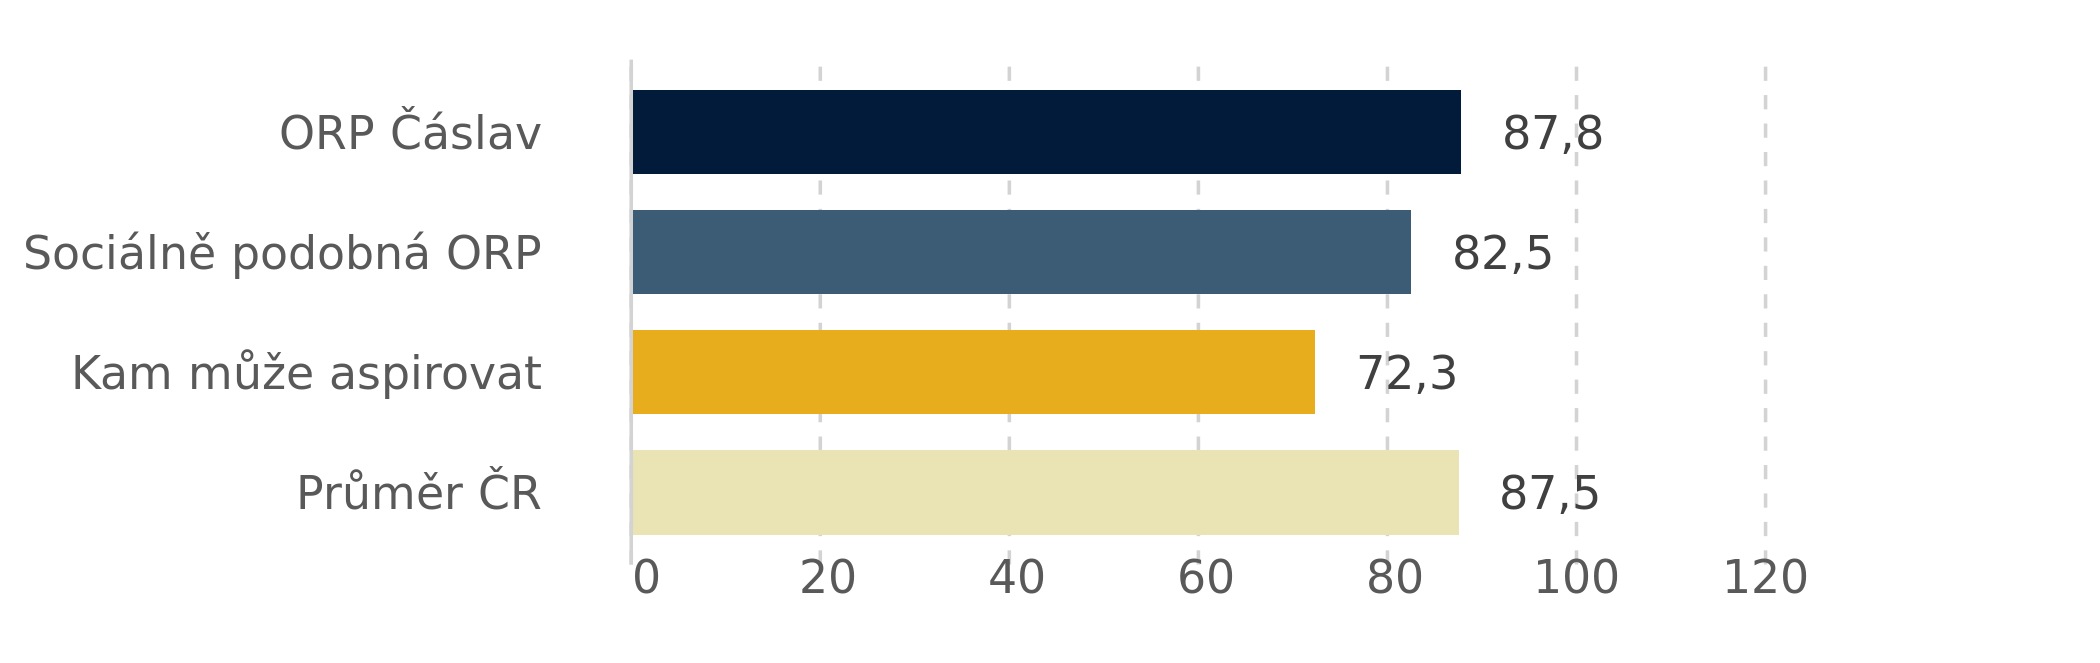 ORP Čáslav 87,8
Sociálně podobná ORP 82,5
Kam může aspirovat 72,3
Průměr ČR 87,5
0 20 40 60 80 100 120